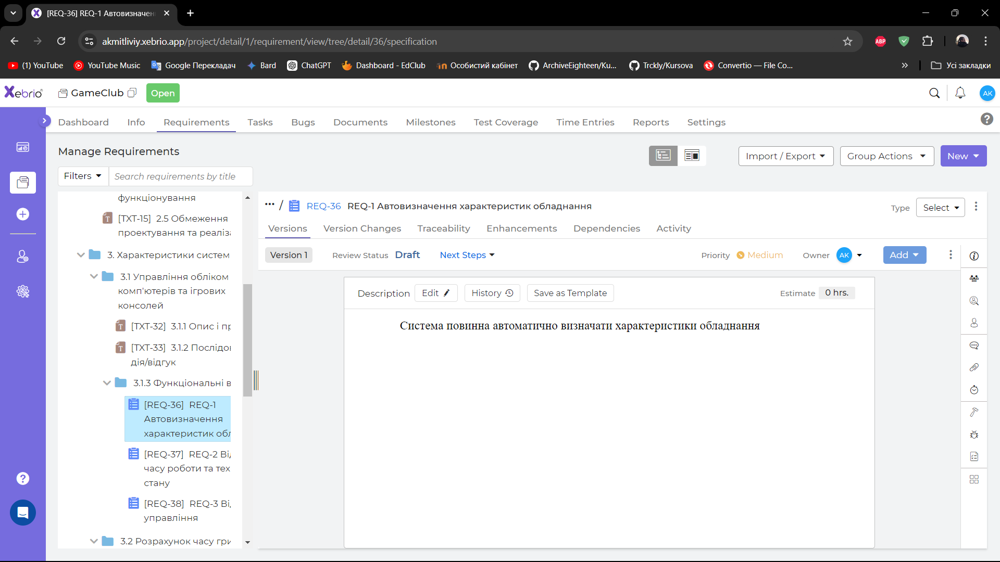 [REQ-36] REQ-1 Автовизначен
akmitliviy.xebrio.app/project/detail/1/requirement/view/tree/detail/36/specification
ABP
(1) YouTube
YouTube Music
Google Перекладач
Bard
ChatGPT
Dashboard - EdClub
Особистий кабінет
ArchiveEighteen/Ku...
Trckly/Kursova
Convertio — File Co...
Усі закладки
Xebrio
GameClub
Open
AK
Dashboard
Info
Requirements
Tasks
Bugs
Documents
Milestones
Test Coverage
Time Entries
Reports
Settings
Manage Requirements
Import / Export
Group Actions
New
Filters
Search requirements by title
функціонування
[TXT-15] 2.5 Обмеження
проектування та реаліза
3. Характеристики систем
3.1 Управління обліком
комп'ютерів та ігрових
консолей
[TXT-32] 3.1.1 Опис і пр
[TXT-33] 3.1.2 Послідов
дія/відгук
3.1.3 Функціональні в
[REQ-36] REQ-1
Автовизначення
характеристик обл
[REQ-37] REQ-2 Від
часу роботи та тех
стану
[REQ-38] REQ-3 Від
управління
3.2 Розрахунок часу гри
... / REQ-36 REQ-1 Автовизначення характеристик обладнання
Type
Select
Versions
Version Changes
Traceability
Enhancements
Dependencies
Activity
Version 1
Review Status
Draft
Next Steps
Priority
Medium
Owner
AK
Add
Description
Edit
History
Save as Template
Estimate
0 hrs.
Система повинна автоматично визначати характеристики обладнання